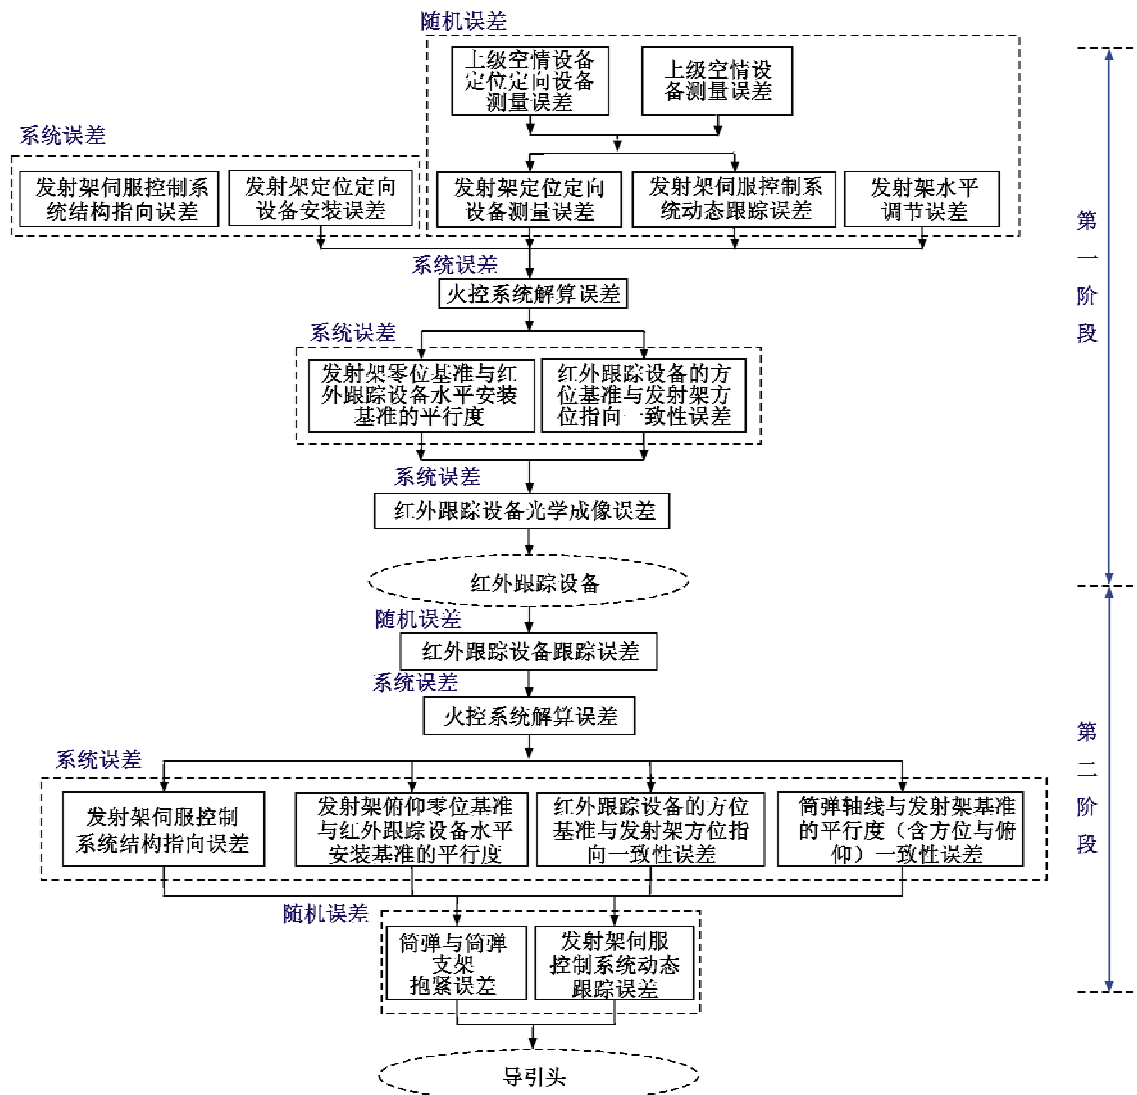 随机误差
上级空情设备
定位定向设备
测量误差
上级空情设
备测量误差
系统误差
发射架伺服控制系
统结构指向误差
发射架定位定向
设备安装误差
发射架定位定向
设备测量误差
发射架伺服控制系
统动态跟踪误差
发射架水平
调节误差
系统误差
火控系统解算误差
系统误差
发射架零位基准与红
外跟踪设备水平安装
基准的平行度
红外跟踪设备的方
位基准与发射架方
位指向一致性误差
系统误差
红外跟踪设备光学成像误差
红外跟踪设备
第
一
阶
段
随机误差
红外跟踪设备跟踪误差
系统误差
火控系统解算误差
系统误差
发射架伺服控制
系统结构指向误差
发射架俯仰零位基准
与红外跟踪设备水平
安装基准的平行度
红外跟踪设备的方位
基准与发射架方位指
向一致性误差
筒弹轴线与发射架基准
的平行度（含方位与俯
仰）一致性误差
随机误差
筒弹与筒弹
支架
抱紧误差
发射架伺服
控制系统动态
跟踪误差
导引头
第
二
阶
段